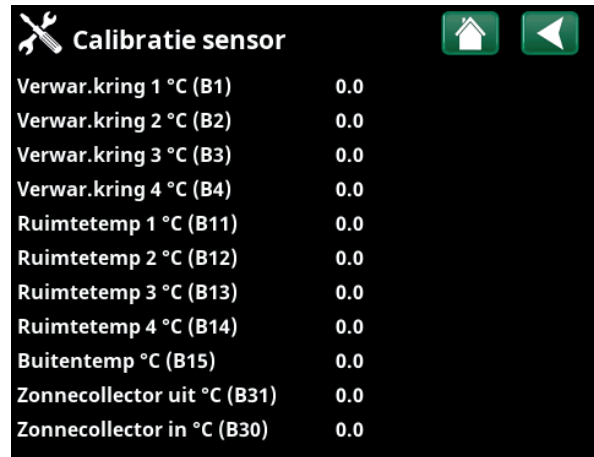 Calibratie sensor
Verwar.kring 1 °C (B1) 0.0
Verwar.kring 2 °C (B2) 0.0
Verwar.kring 3 °C (B3) 0.0
Verwar.kring 4 °C (B4) 0.0
Ruimtetemp 1 °C (B11) 0.0
Ruimtetemp 2 °C (B12) 0.0
Ruimtetemp 3 °C (B13) 0.0
Ruimtetemp 4 °C (B14) 0.0
Buitentemp °C (B15) 0.0
Zonnecollector uit °C (B31) 0.0
Zonnecollector in °C (B30) 0.0